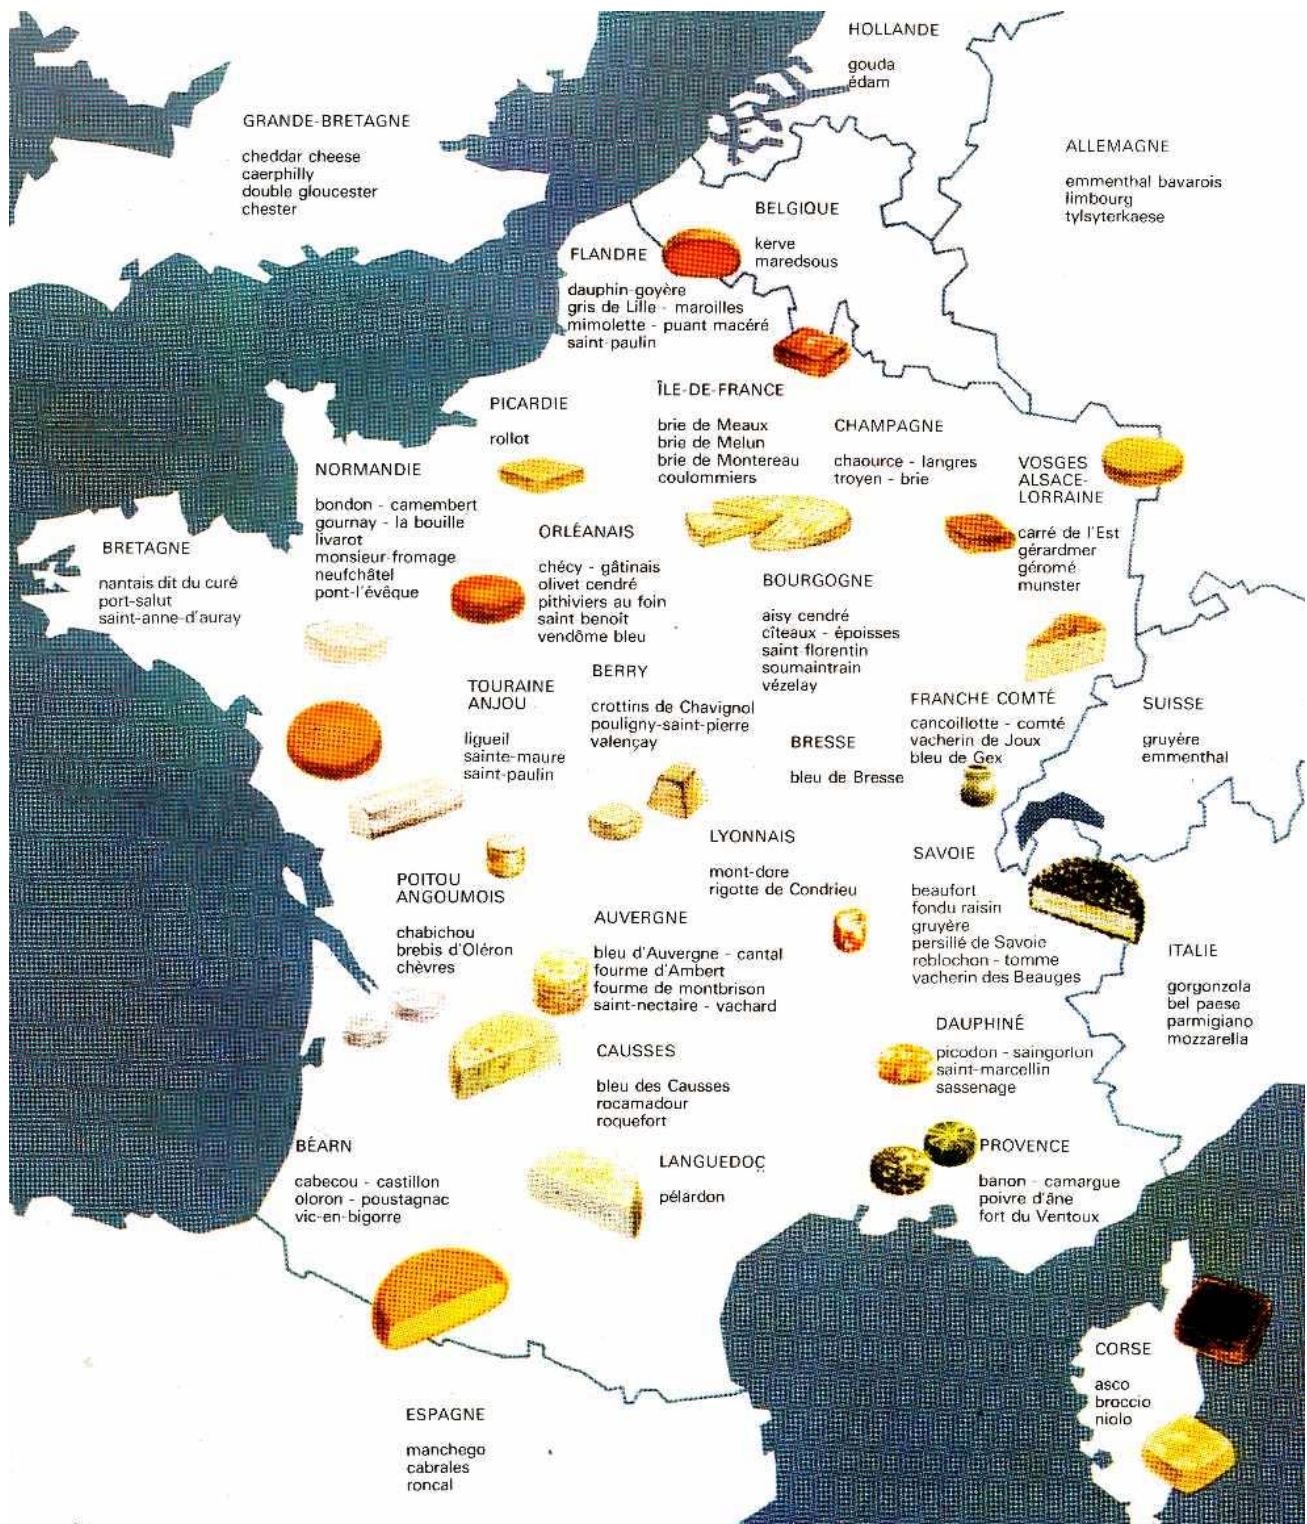 HOLLANDE
gouda
édam
GRANDE-BRETAGNE
cheddar cheese
caerphilly
double gloucester
chester
ALLEMAGNE
emmenthal bavarois
limbourg
tylsyterkaese
BELGIQUE
kerve
maredsous
FLANDRE
dauphin-goyère
gris de Lille - maroilles
mimolette - puant macéré
saint-paulin
PICARDIE
rollot
ÎLE-DE-FRANCE
brie de Meaux
brie de Melun
brie de Montereau
coulommiers
CHAMPAGNE
chaource - langres
troyen - brie
VOSGES
ALSACE-
LORRAINE
carré de l'Est
gérardmer
géromé
munster
NORMANDIE
bondon - camembert
gournay - la bouille
livarot
monsieur-fromage
neufchâtel
pont-l'évêque
BRETAGNE
nantais dit du curé
port-salut
saint-anne-d'auray
ORLÉANAIS
chécy - gâtinais
olivet cendré
pithiviers au foin
saint benoît
vendôme bleu
BOURGOGNE
aisy cendré
cîteaux - époisses
saint-florentin
soumaintrain
vézelay
TOURAINE
ANJOU
ligueil
sainte-maure
saint-paulin
BERRY
crottins de Chavignol
pouligny-saint-pierre
valençay
BRESSE
bleu de Bresse
FRANCHE COMTÉ
cancoillotte - comté
vacherin de Joux
bleu de Gex
SUISSE
gruyère
emmenthal
POITOU
ANGOUMOIS
chabichou
brebis d'Oléron
chèvres
LYONNAIS
mont-dore
rigotte de Condrieu
SAVOIE
beaufort
fondu raisin
gruyère
persillé de Savoie
reblochon - tomme
vacherin des Beauges
AUVERGNE
bleu d'Auvergne - cantal
fourme d'Ambert
fourme de montbrison
saint-nectaire - vachard
ITALIE
gorgonzola
bel paese
parmigiano
mozzarella
DAUPHINÉ
picodon - saingorlon
saint-marcellin
sassenage
CAUSSES
bleu des Causses
rocamadour
roquefort
BÉARN
cabecou - castillon
oloron - poustagnac
vic-en-bigorre
LANGUEDOC
pélardon
PROVENCE
banon - camargue
poivre d'âne
fort du Ventoux
CORSE
asco
broccio
niolo
ESPAGNE
manchego
cabrales
roncal